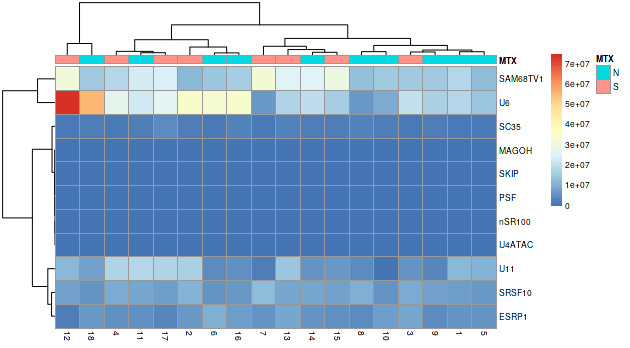 MTX
SAM68TV1
U6
SC35
MAGOH
SKIP
PSF
nSR100
U4ATAC
U11
SRSF10
ESRP1
12 18 4 11 17 2 6 16 7 13 14 15 8 10 3 9 1 5
7e+07
6e+07
5e+07
4e+07
3e+07
2e+07
1e+07
0
MTX
N
S